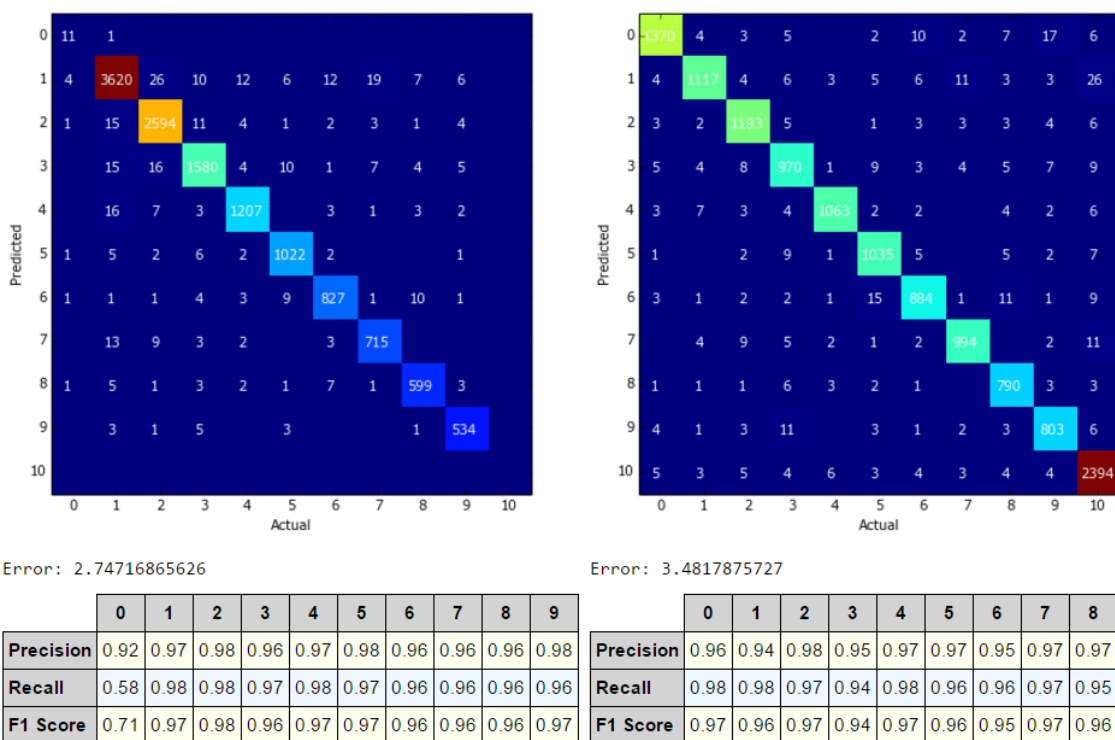 0 11 1
1 4 3620 26 10 12 6 12 19 7 6
2 1 15 2594 11 4 1 2 3 1 4
3 15 16 1580 4 10 1 7 4 5
4 16 7 3 1207 3 1 3 2
5 1 5 2 6 2 1022 2 1
6 1 1 1 4 3 9 827 1 10 1
7 13 9 3 2 3 715
8 1 5 1 3 2 1 7 1 599 3
9 3 1 5 3 1 534
10
Predicted
0 1 2 3 4 5 6 7 8 9 10
Actual
Error: 2.74716865626
0 1 2 3 4 5 6 7 8 9
Precision 0.92 0.97 0.98 0.96 0.97 0.98 0.96 0.96 0.96 0.98
Recall 0.58 0.98 0.98 0.97 0.98 0.97 0.96 0.96 0.96 0.96
F1 Score 0.71 0.97 0.98 0.96 0.97 0.97 0.96 0.96 0.96 0.97
0 1370 4 3 5 2 10 2 7 17 6
1 4 1117 4 6 3 5 6 11 3 3 26
2 3 2 1193 5 1 3 3 3 4 6
3 5 4 8 970 1 9 3 4 5 7 9
4 3 7 3 4 1063 2 2 4 2 6
5 1 2 9 1 1035 5 5 2 7
6 3 1 2 2 1 15 884 1 11 1 9
7 4 9 5 2 1 2 994 2 11
8 1 1 1 6 3 2 1 790 3 3
9 4 1 3 11 3 1 2 3 803 6
10 5 3 5 4 6 3 4 3 4 4 2394
Predicted
0 1 2 3 4 5 6 7 8 9 10
Actual
Error: 3.4817875727
0 1 2 3 4 5 6 7 8
Precision 0.96 0.94 0.98 0.95 0.97 0.97 0.95 0.97 0.97
Recall 0.98 0.98 0.97 0.94 0.98 0.96 0.96 0.97 0.95
F1 Score 0.97 0.96 0.97 0.94 0.97 0.96 0.95 0.97 0.96